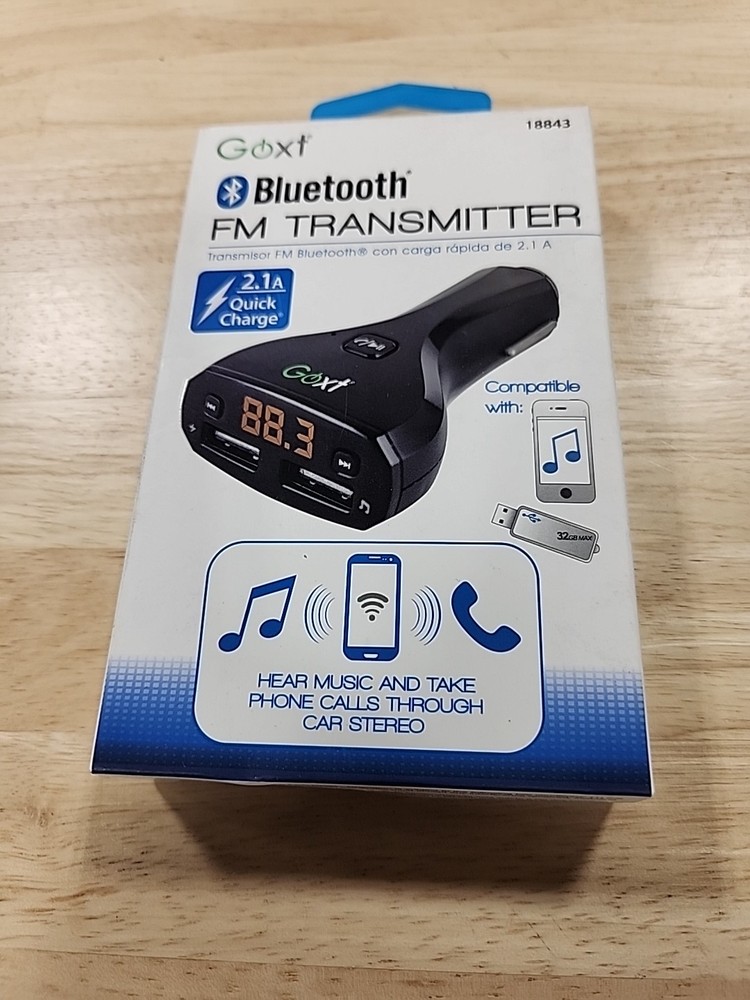 Goxt
18843
Bluetooth®
FM TRANSMITTER
Transmisor FM Bluetooth® con carga rápida de 2.1 A
2.1A
Quick
Charge
Goxt
88.3
Compatible
with:
32GB MAX
HEAR MUSIC AND TAKE
PHONE CALLS THROUGH
CAR STEREO